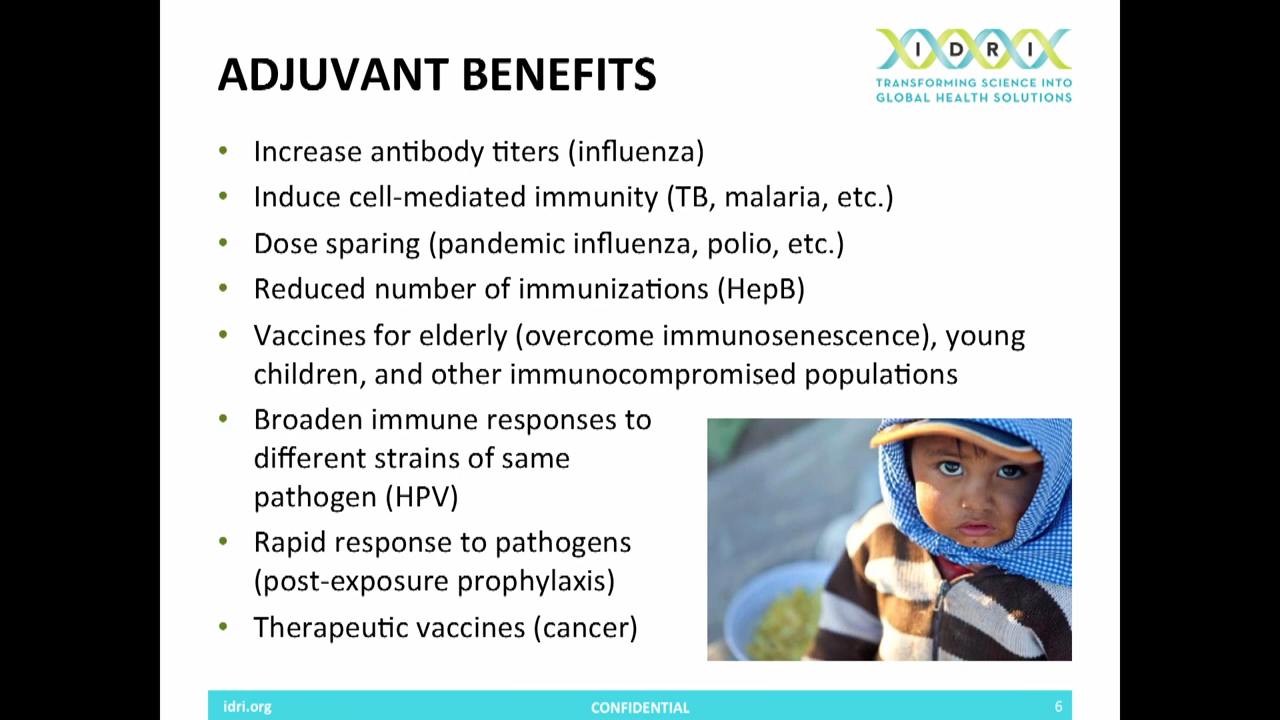 ADJUVANT BENEFITS
IDRI
TRANSFORMING SCIENCE INTO
GLOBAL HEALTH SOLUTIONS
• Increase antibody titers (influenza)
• Induce cell-mediated immunity (TB, malaria, etc.)
• Dose sparing (pandemic influenza, polio, etc.)
• Reduced number of immunizations (HepB)
• Vaccines for elderly (overcome immunosenescence), young
children, and other immunocompromised populations
• Broaden immune responses to
different strains of same
pathogen (HPV)
• Rapid response to pathogens
(post-exposure prophylaxis)
• Therapeutic vaccines (cancer)
idri.org CONFIDENTIAL 6